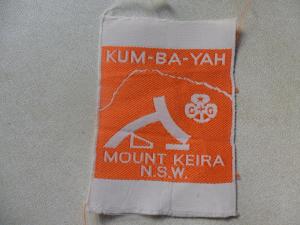 KUM-BA-YAH
G G
MOUNT KEIRA
N.S.W.